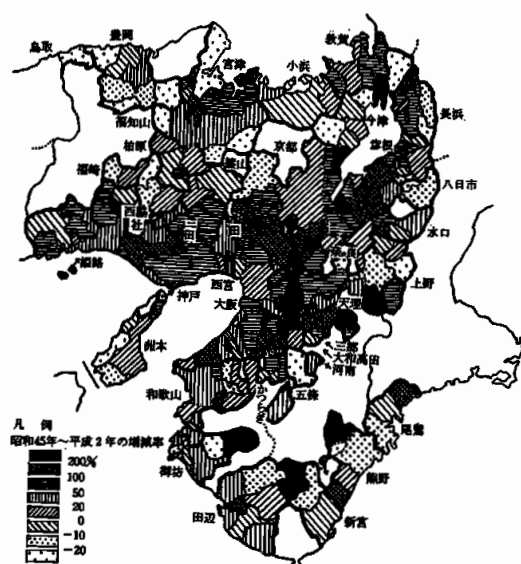 豊岡
鳥取
宮津
小浜
敦賀
福知山
今津
長浜
柏原
京都
彦根
福崎
篠山
八日市
西脇
社
三田
水口
姫路
西宮
上野
神戸
大阪
天理
三郷
大和高田
河南
洲本
五條
和歌山
かつらぎ
尾鷲
御坊
熊野
田辺
新宮
凡 例
昭和45年～平成2年の増減率
200%
100
50
20
0
-10
-20